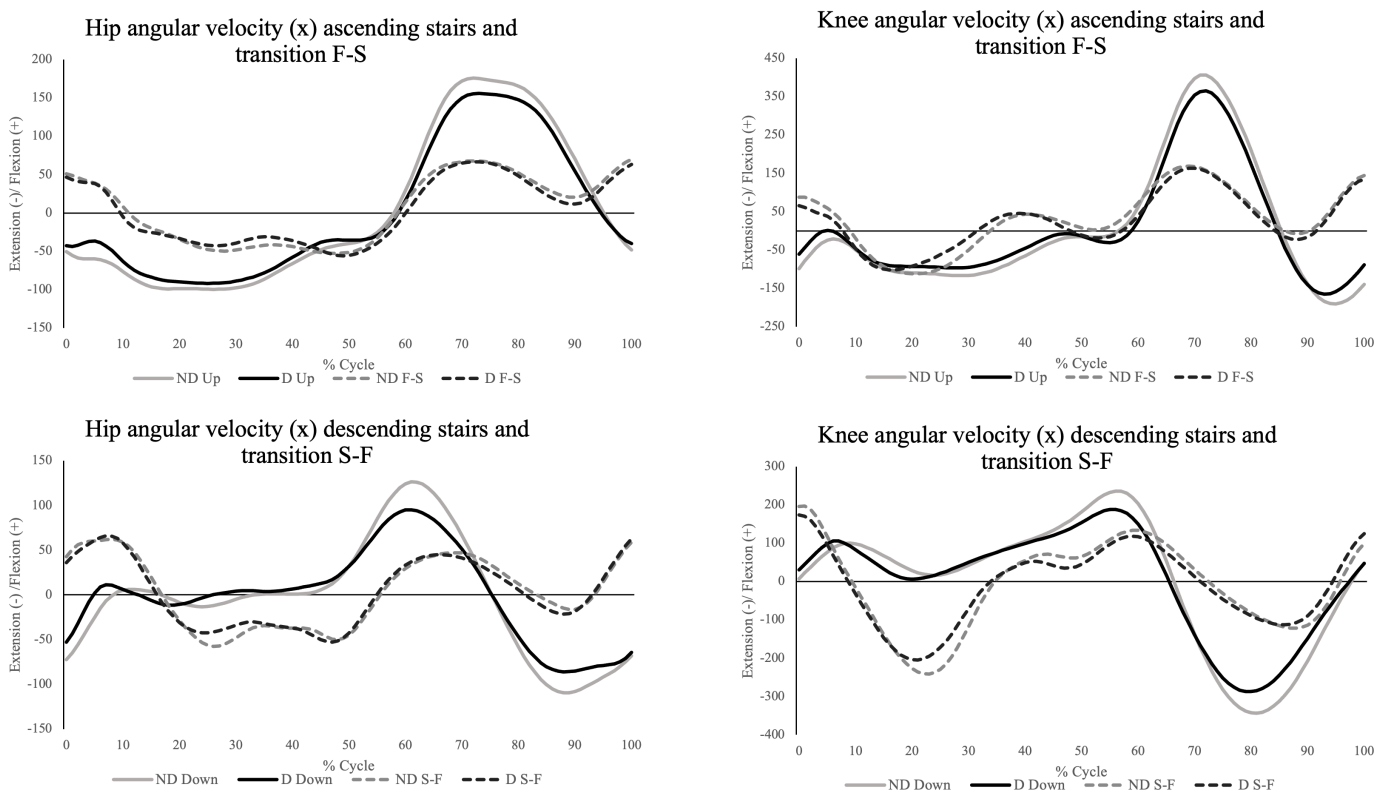 Hip angular velocity (x) ascending stairs and
transition F-S
200
150
100
50
0
-50
-100
-150
Extension (-)/ Flexion (+)
0 10 20 30 40 50 60 70 80 90 100
% Cycle
ND Up D Up ND F-S D F-S
Knee angular velocity (x) ascending stairs and
transition F-S
450
350
250
150
50
-50
-150
-250
Extension (-)/ Flexion (+)
0 10 20 30 40 50 60 70 80 90 100
% Cycle
ND Up D Up ND F-S D F-S
Hip angular velocity (x) descending stairs and
transition S-F
150
100
50
0
-50
-100
-150
Extension (-) /Flexion (+)
0 10 20 30 40 50 60 70 80 90 100
% Cycle
ND Down D Down ND S-F D S-F
Knee angular velocity (x) descending stairs and
transition S-F
300
200
100
0
-100
-200
-300
-400
Extension (-)/ Flexion (+)
0 10 20 30 40 50 60 70 80 90 100
% Cycle
ND Down D Down ND S-F D S-F